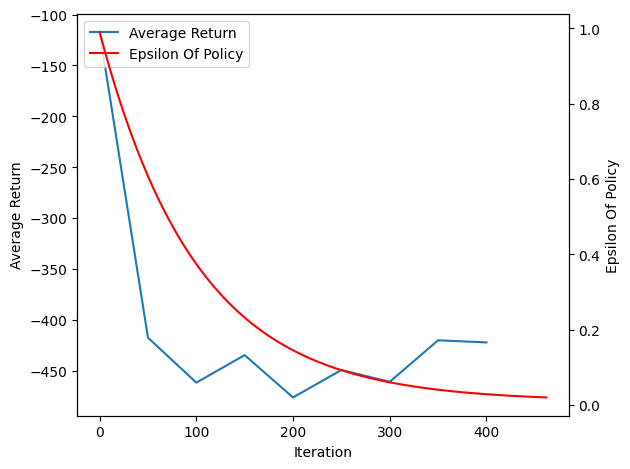 Average Return
Epsilon Of Policy
−100
−150
−200
−250
−300
−350
−400
−450
Average Return
1.0
0.8
0.6
0.4
0.2
0.0
Epsilon Of Policy
0 100 200 300 400
Iteration